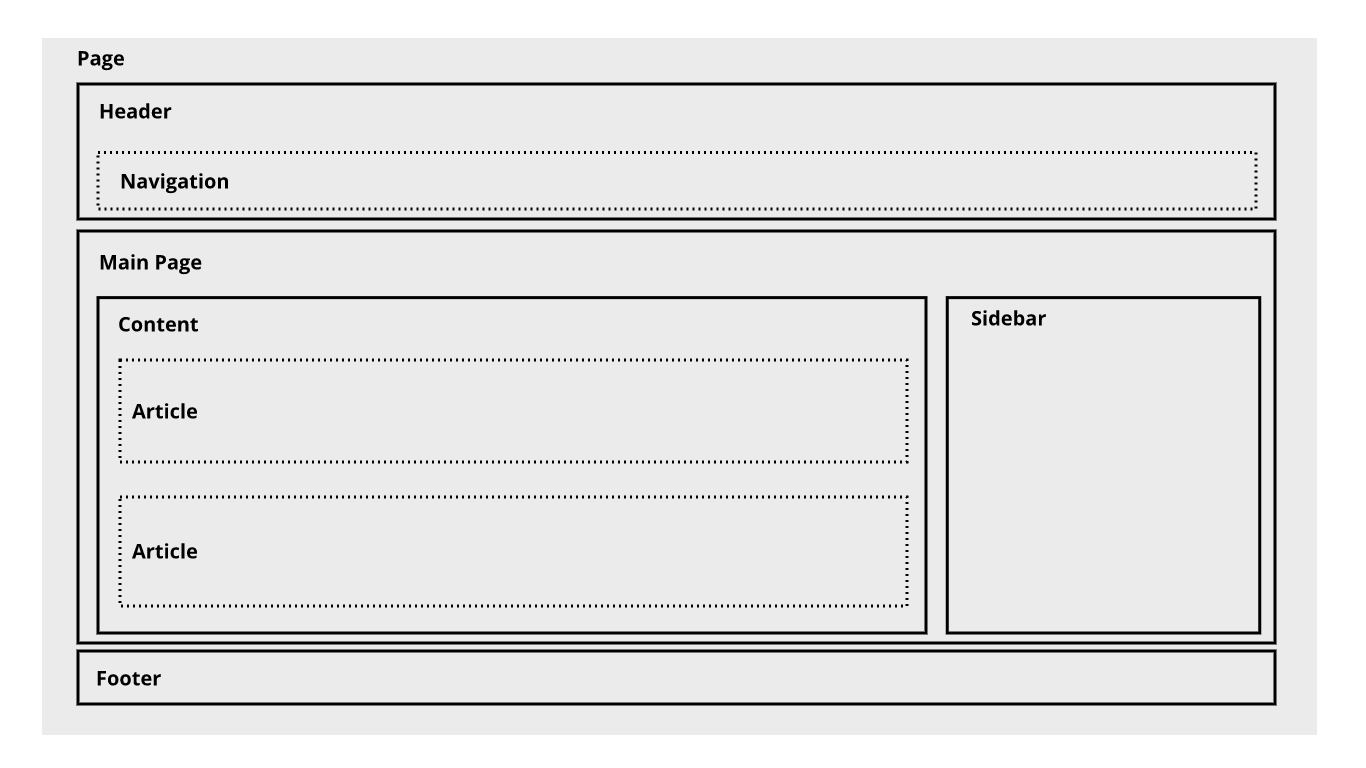 Page
Header
Navigation
Main Page
Content
Sidebar
Article
Article
Footer